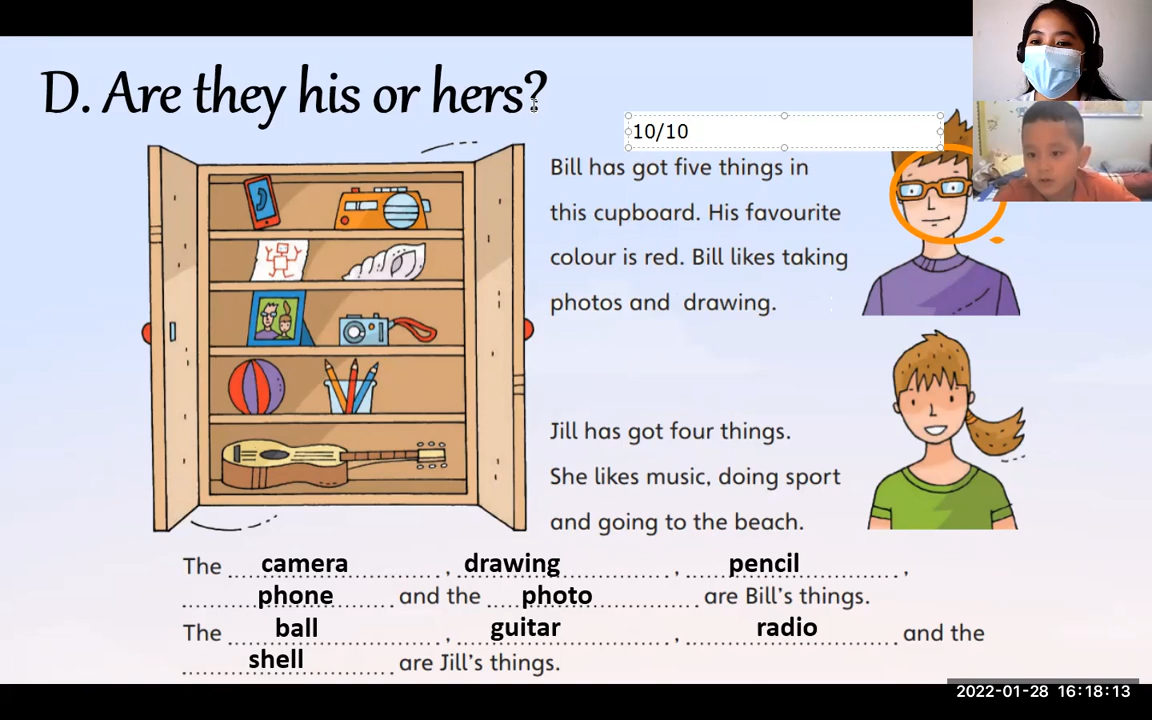 D. Are they his or hers?
10/10
Bill has got five things in
this cupboard. His favourite
colour is red. Bill likes taking
photos and drawing.
Jill has got four things.
She likes music, doing sport
and going to the beach.
The camera, drawing, pencil,
phone and the photo are Bill's things.
The ball, guitar, radio and the
shell are Jill's things.
2022-01-28 16:18:13